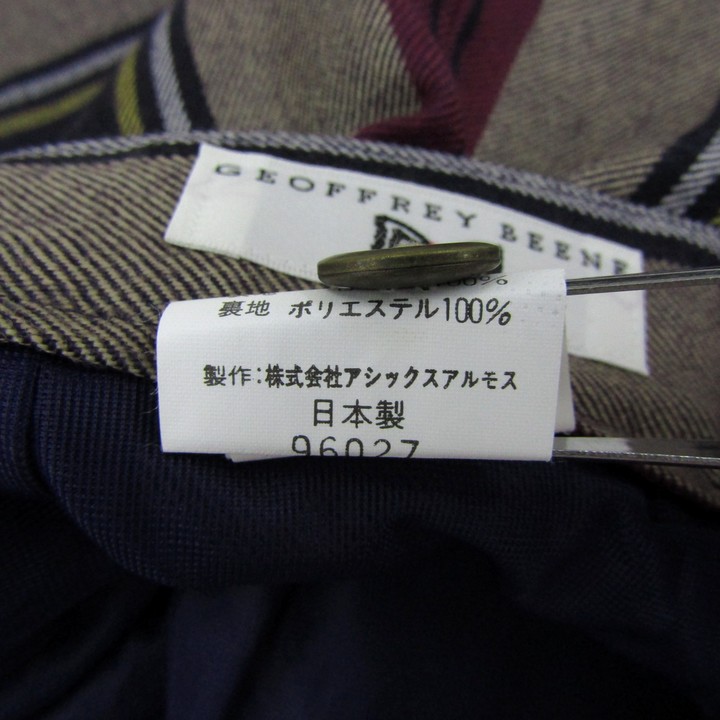 GEOFFREY BEENE
100%
裏地 ポリエステル100%
製作:株式会社アシックスアルモス
日本製
96027